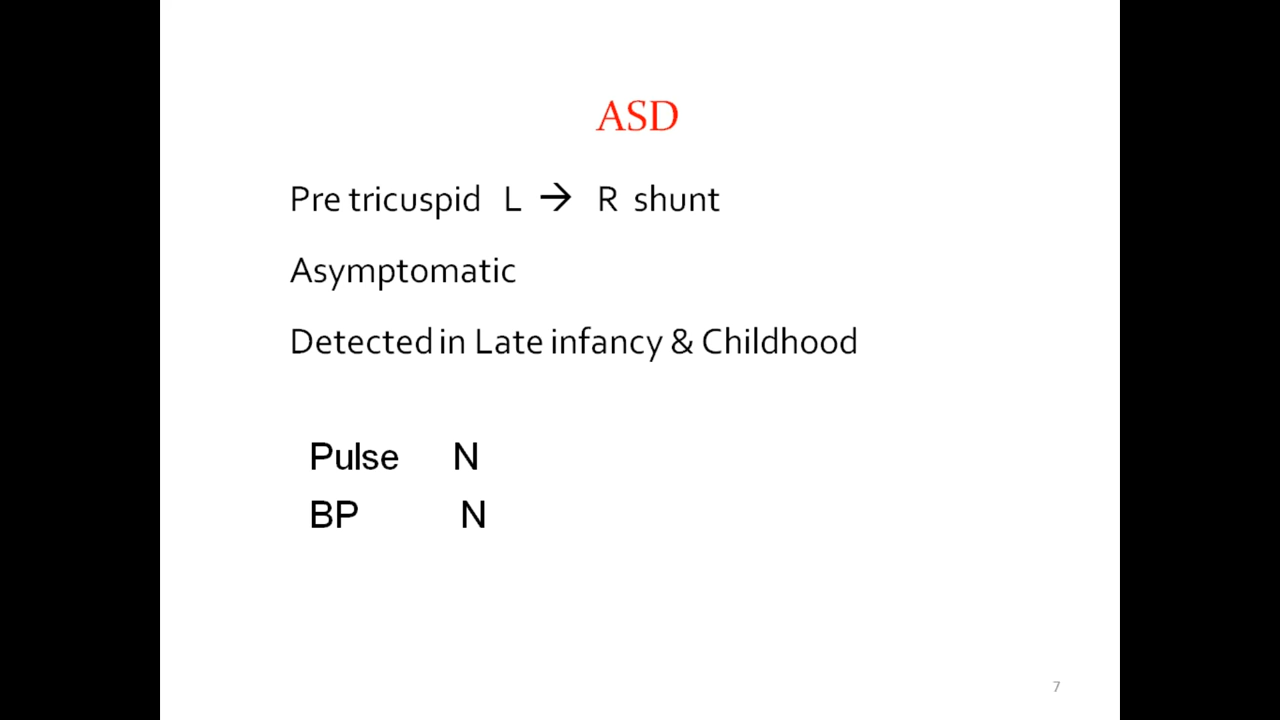 ASD
Pre tricuspid L → R shunt
Asymptomatic
Detected in Late infancy & Childhood
Pulse N
BP N
7